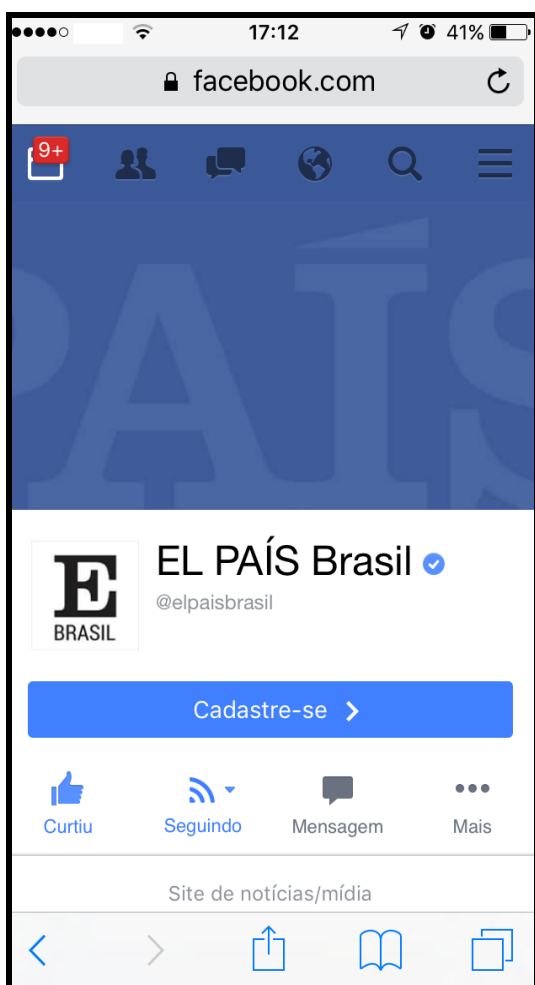 17:12 41%
facebook.com
9+
PAÍS
EL PAÍS Brasil
@elpaisbrasil
E
BRASIL
Cadastre-se
Curtiu Seguindo Mensagem Mais
Site de notícias/mídia